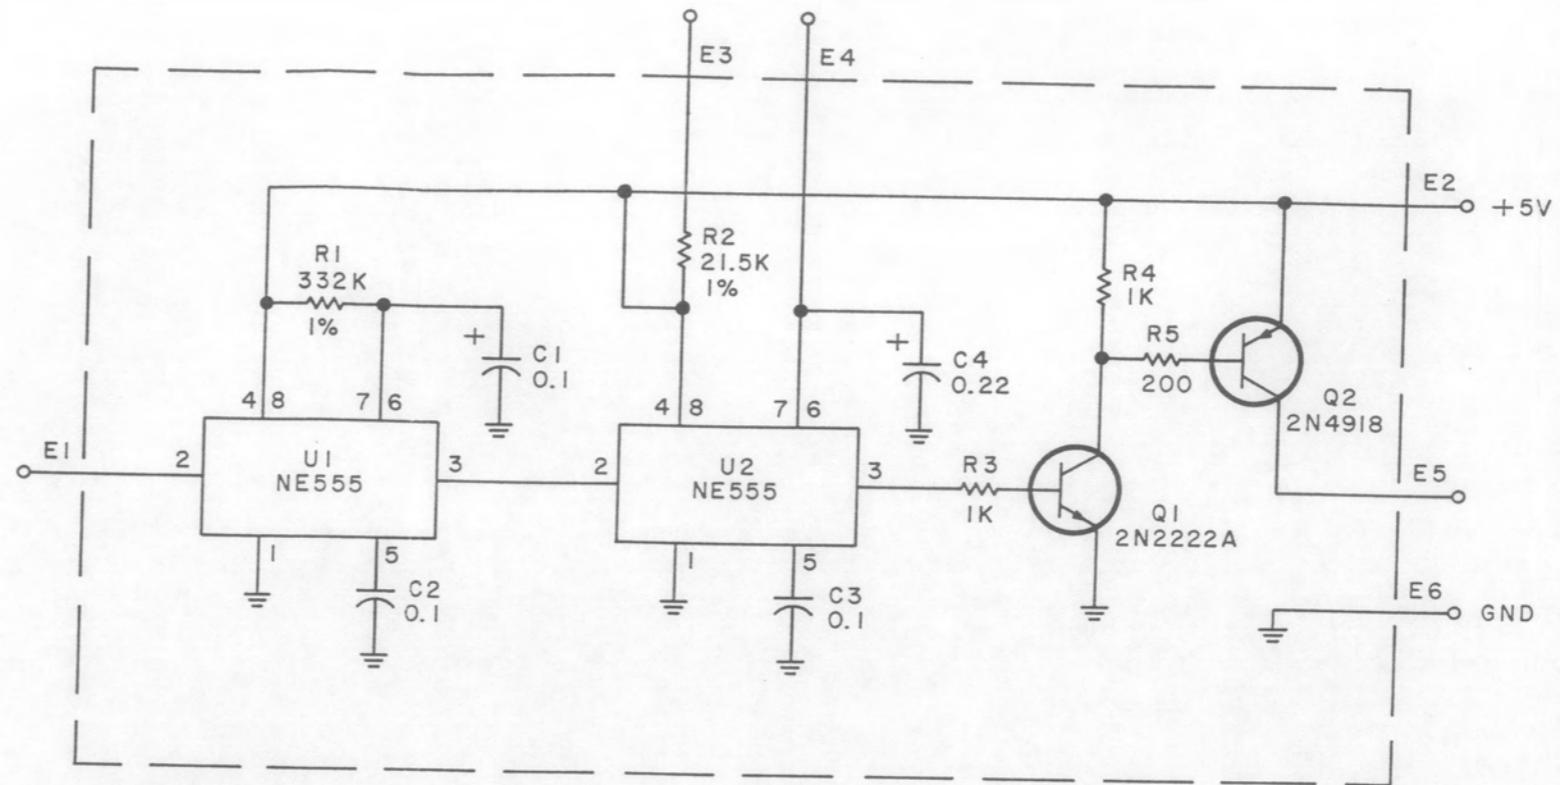 E3
E4
E2
+5V
R1
332K
1%
R2
21.5K
1%
R4
1K
+
C1
0.1
+
C4
0.22
R5
200
Q2
2N4918
4 8
7 6
4 8
7 6
E1
2
U1
NE555
3
2
U2
NE555
3
R3
1K
Q1
2N2222A
E5
1
5
C2
0.1
1
5
C3
0.1
E6
GND